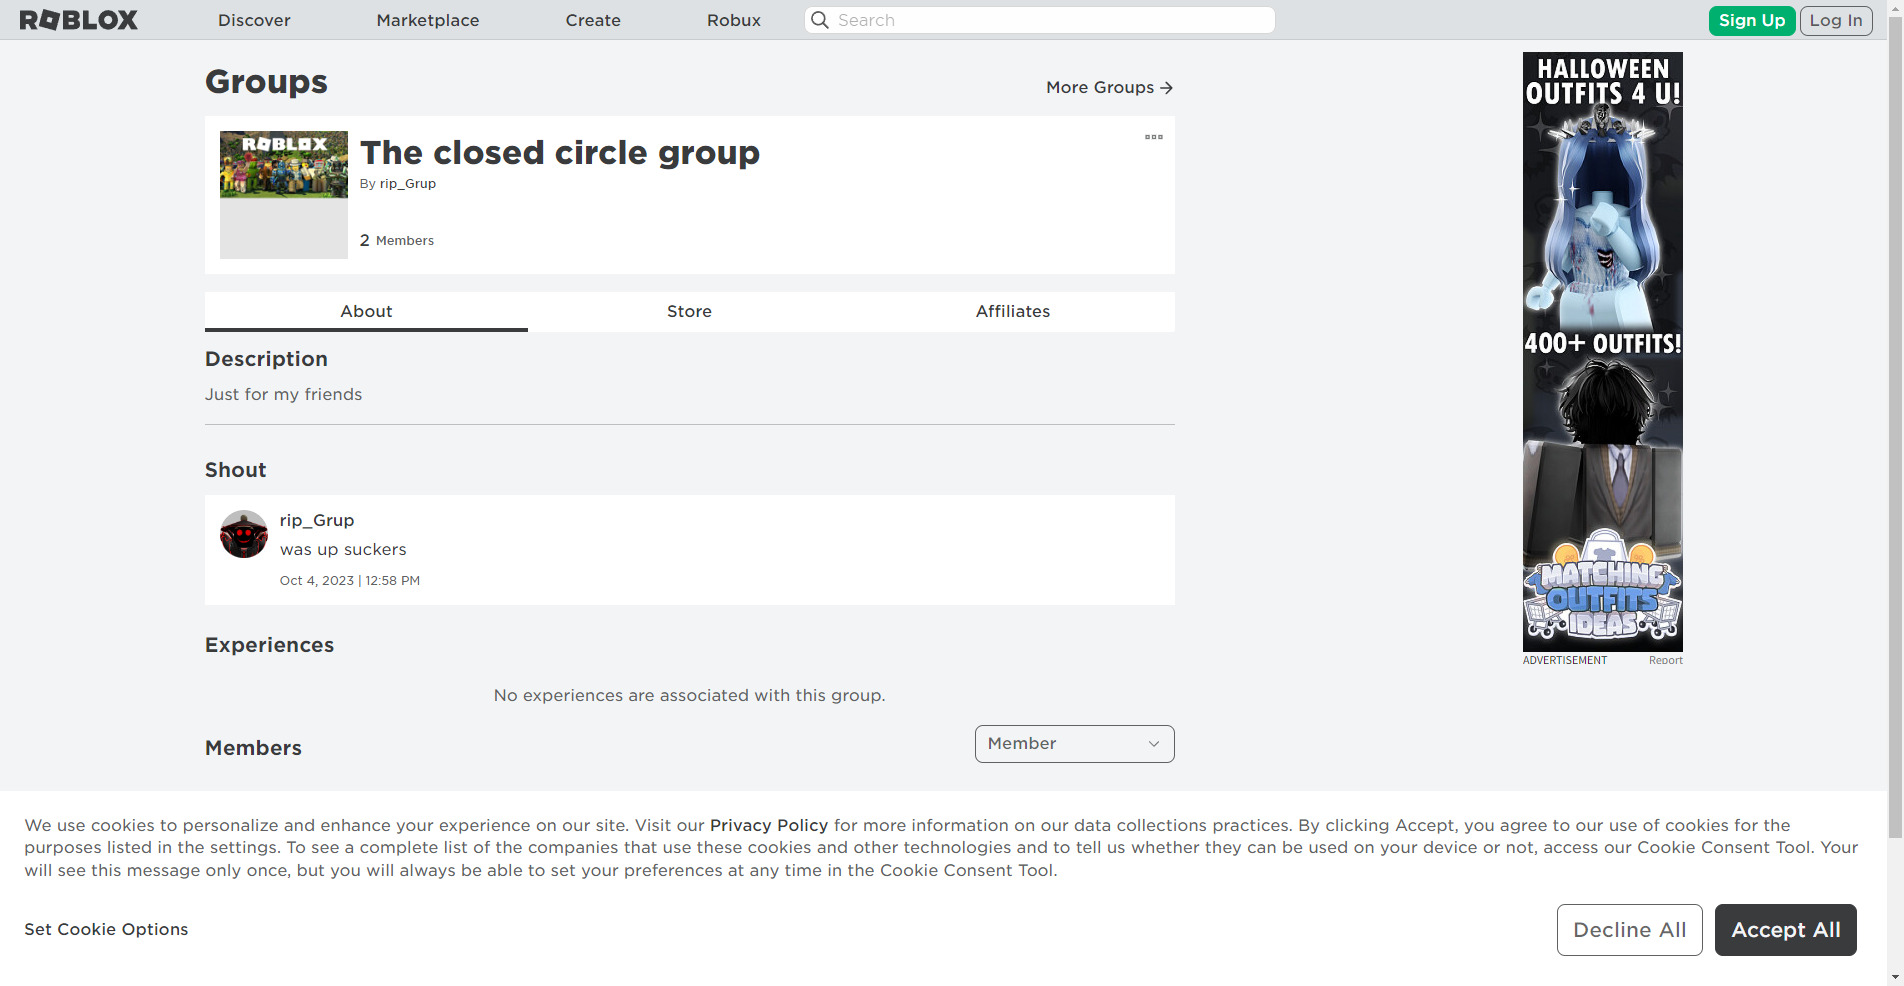 ROBLOX
Discover
Marketplace
Create
Robux
Search
Sign Up
Log In
Groups
More Groups
ROBLOX
The closed circle group
By rip_Grup
2 Members
About
Store
Affiliates
Description
Just for my friends
Shout
rip_Grup
was up suckers
Oct 4, 2023 | 12:58 PM
Experiences
No experiences are associated with this group.
Members
Member
HALLOWEEN
OUTFITS 4 U!
400+ OUTFITS!
MATCHING
OUTFITS
IDEAS
ADVERTISEMENT
Report
We use cookies to personalize and enhance your experience on our site. Visit our Privacy Policy for more information on our data collections practices. By clicking Accept, you agree to our use of cookies for the
purposes listed in the settings. To see a complete list of the companies that use these cookies and other technologies and to tell us whether they can be used on your device or not, access our Cookie Consent Tool. Your
will see this message only once, but you will always be able to set your preferences at any time in the Cookie Consent Tool.
Set Cookie Options
Decline All
Accept All